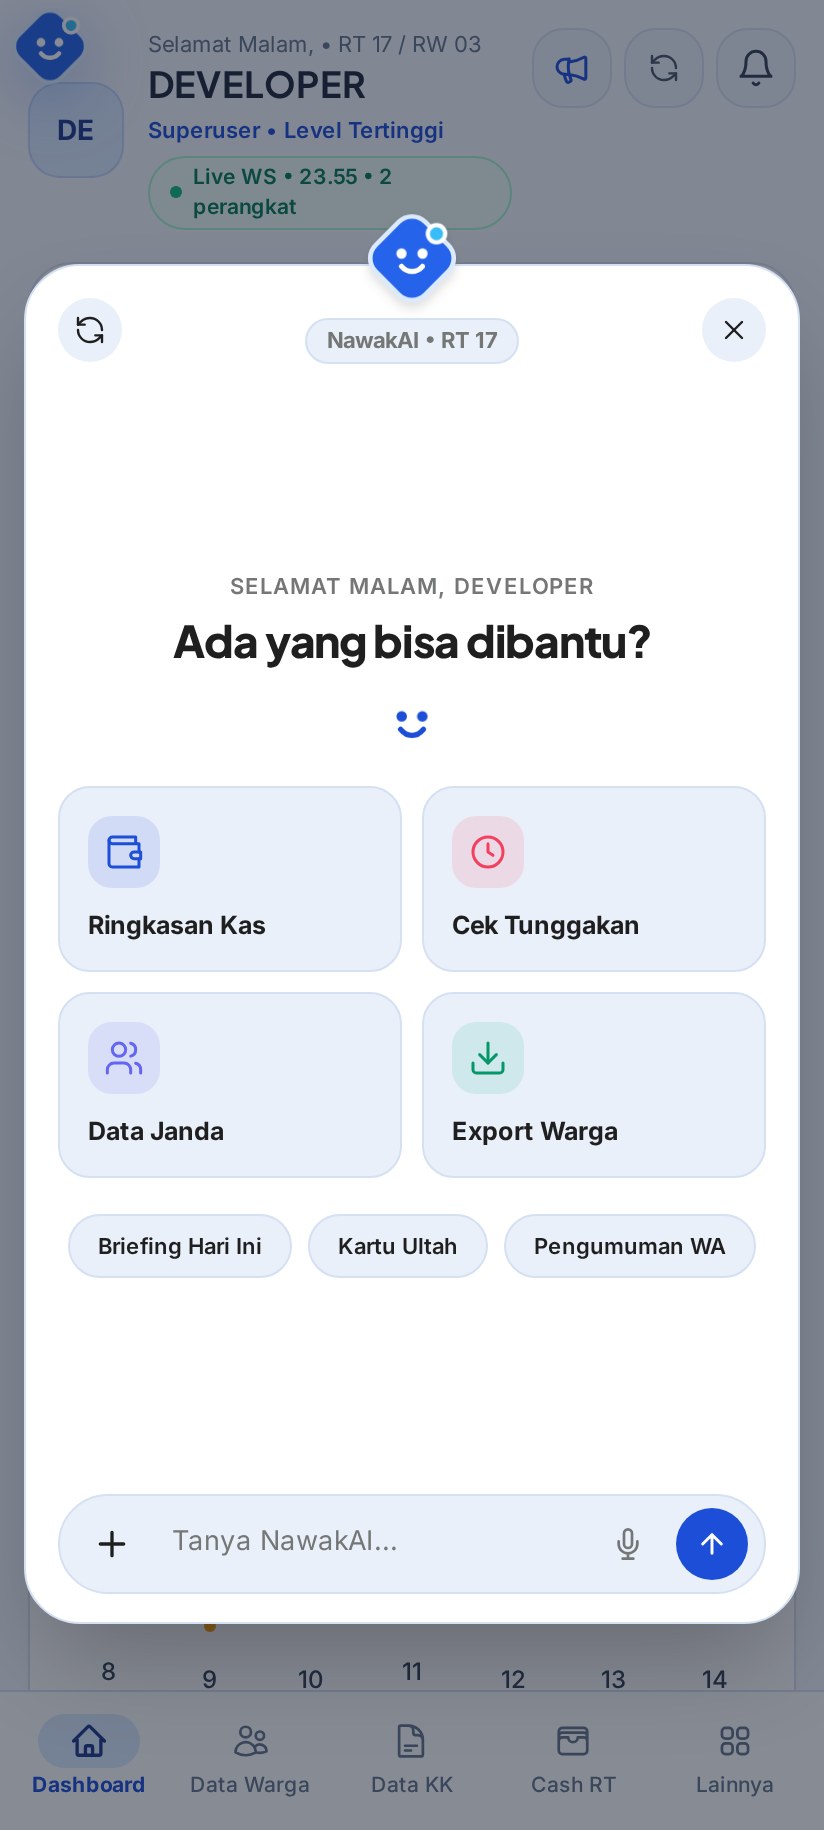 Selamat Malam, • RT 17 / RW 03
DEVELOPER
DE
Superuser • Level Tertinggi
Live WS • 23.55 • 2
perangkat
NawakAI • RT 17
SELAMAT MALAM, DEVELOPER
Ada yang bisa dibantu?
Ringkasan Kas
Cek Tunggakan
Data Janda
Export Warga
Briefing Hari Ini
Kartu Ultah
Pengumuman WA
Tanya NawakAI...
8 9 10 11 12 13 14
Dashboard
Data Warga
Data KK
Cash RT
Lainnya